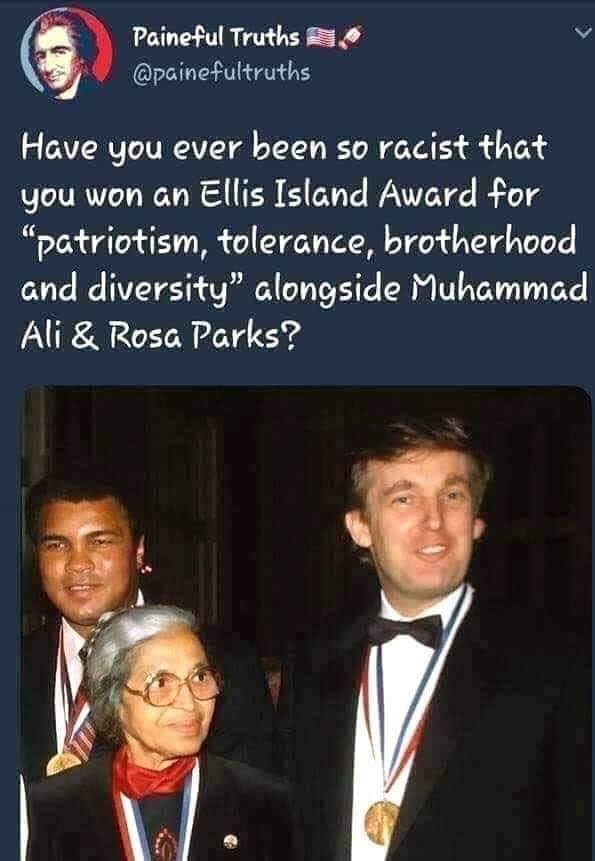 Paineful Truths
@painefultruths
Have you ever been so racist that
you won an Ellis Island Award for
“patriotism, tolerance, brotherhood
and diversity” alongside Muhammad
Ali & Rosa Parks?